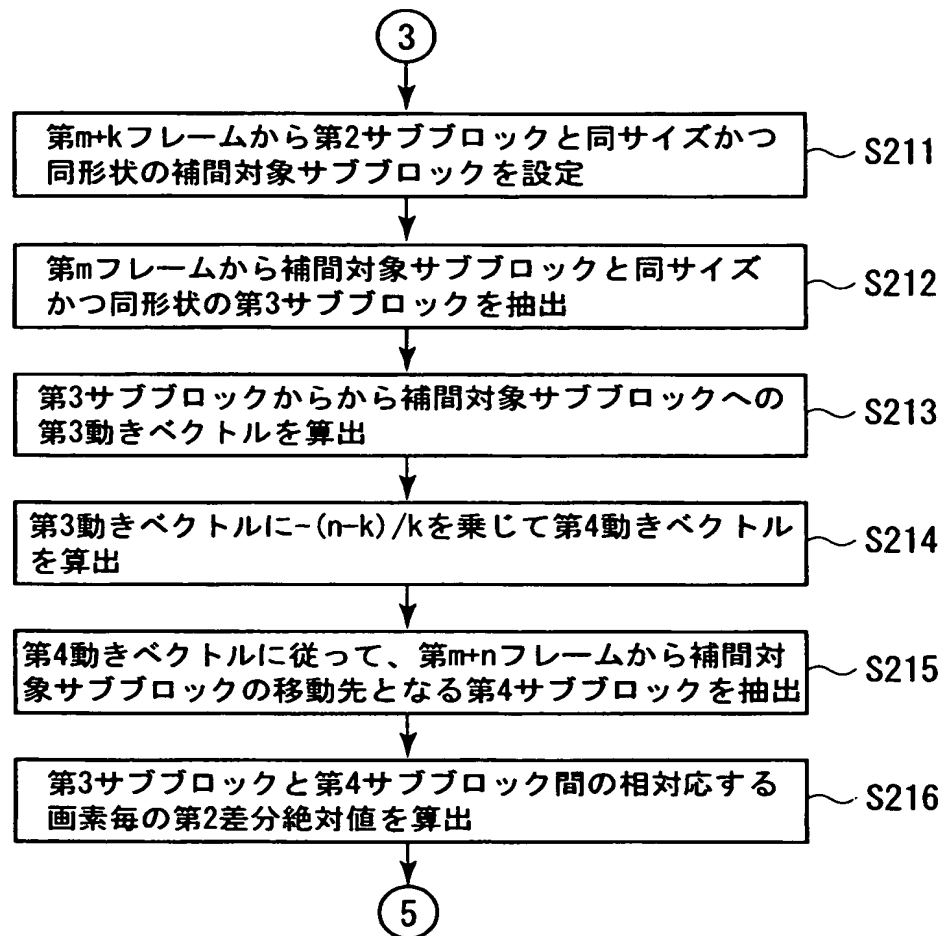 3
第m+kフレームから第2サブブロックと同サイズかつ
同形状の補間対象サブブロックを設定
S211
第mフレームから補間対象サブブロックと同サイズ
かつ同形状の第3サブブロックを抽出
S212
第3サブブロックからから補間対象サブブロックへの
第3動きベクトルを算出
S213
第3動きベクトルに-(n-k)/kを乗じて第4動きベクトル
を算出
S214
第4動きベクトルに従って、第m+nフレームから補間対
象サブブロックの移動先となる第4サブブロックを抽出
S215
第3サブブロックと第4サブブロック間の相対応する
画素毎の第2差分絶対値を算出
S216
5